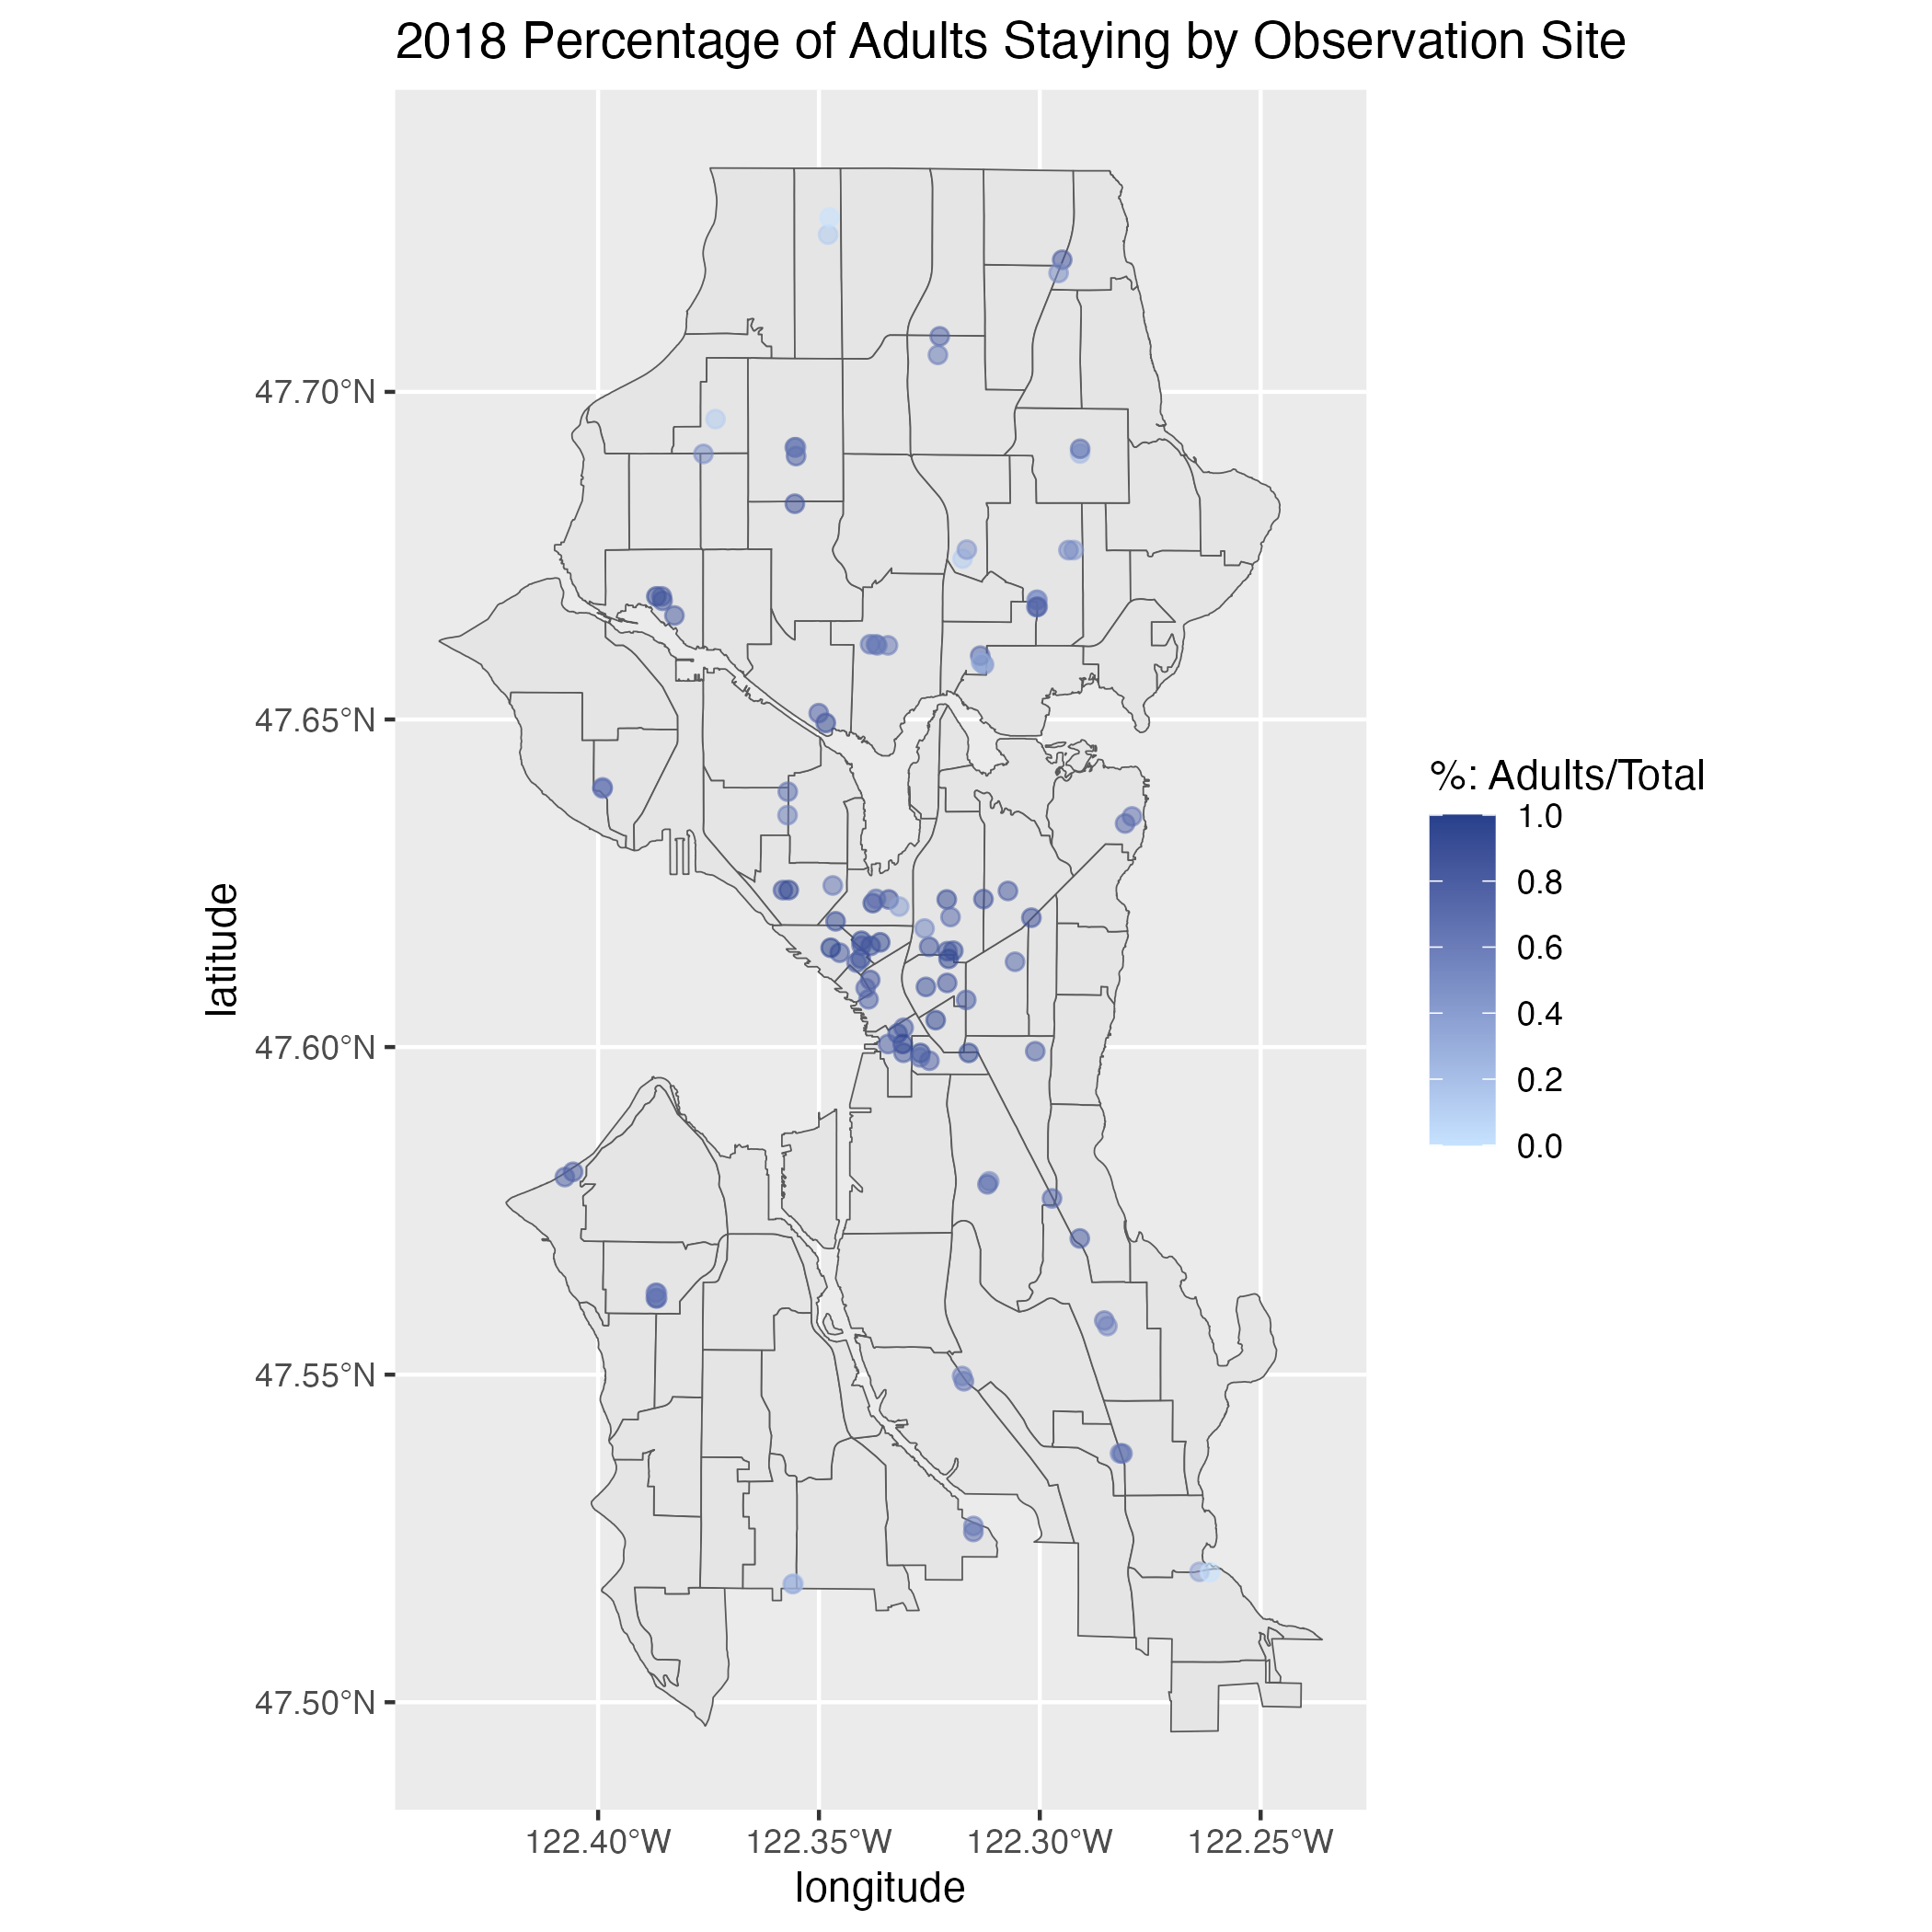 2018 Percentage of Adults Staying by Observation Site
47.70°N
47.65°N
47.60°N
47.55°N
47.50°N
latitude
122.40°W 122.35°W 122.30°W 122.25°W
longitude
%: Adults/Total
1.0
0.8
0.6
0.4
0.2
0.0